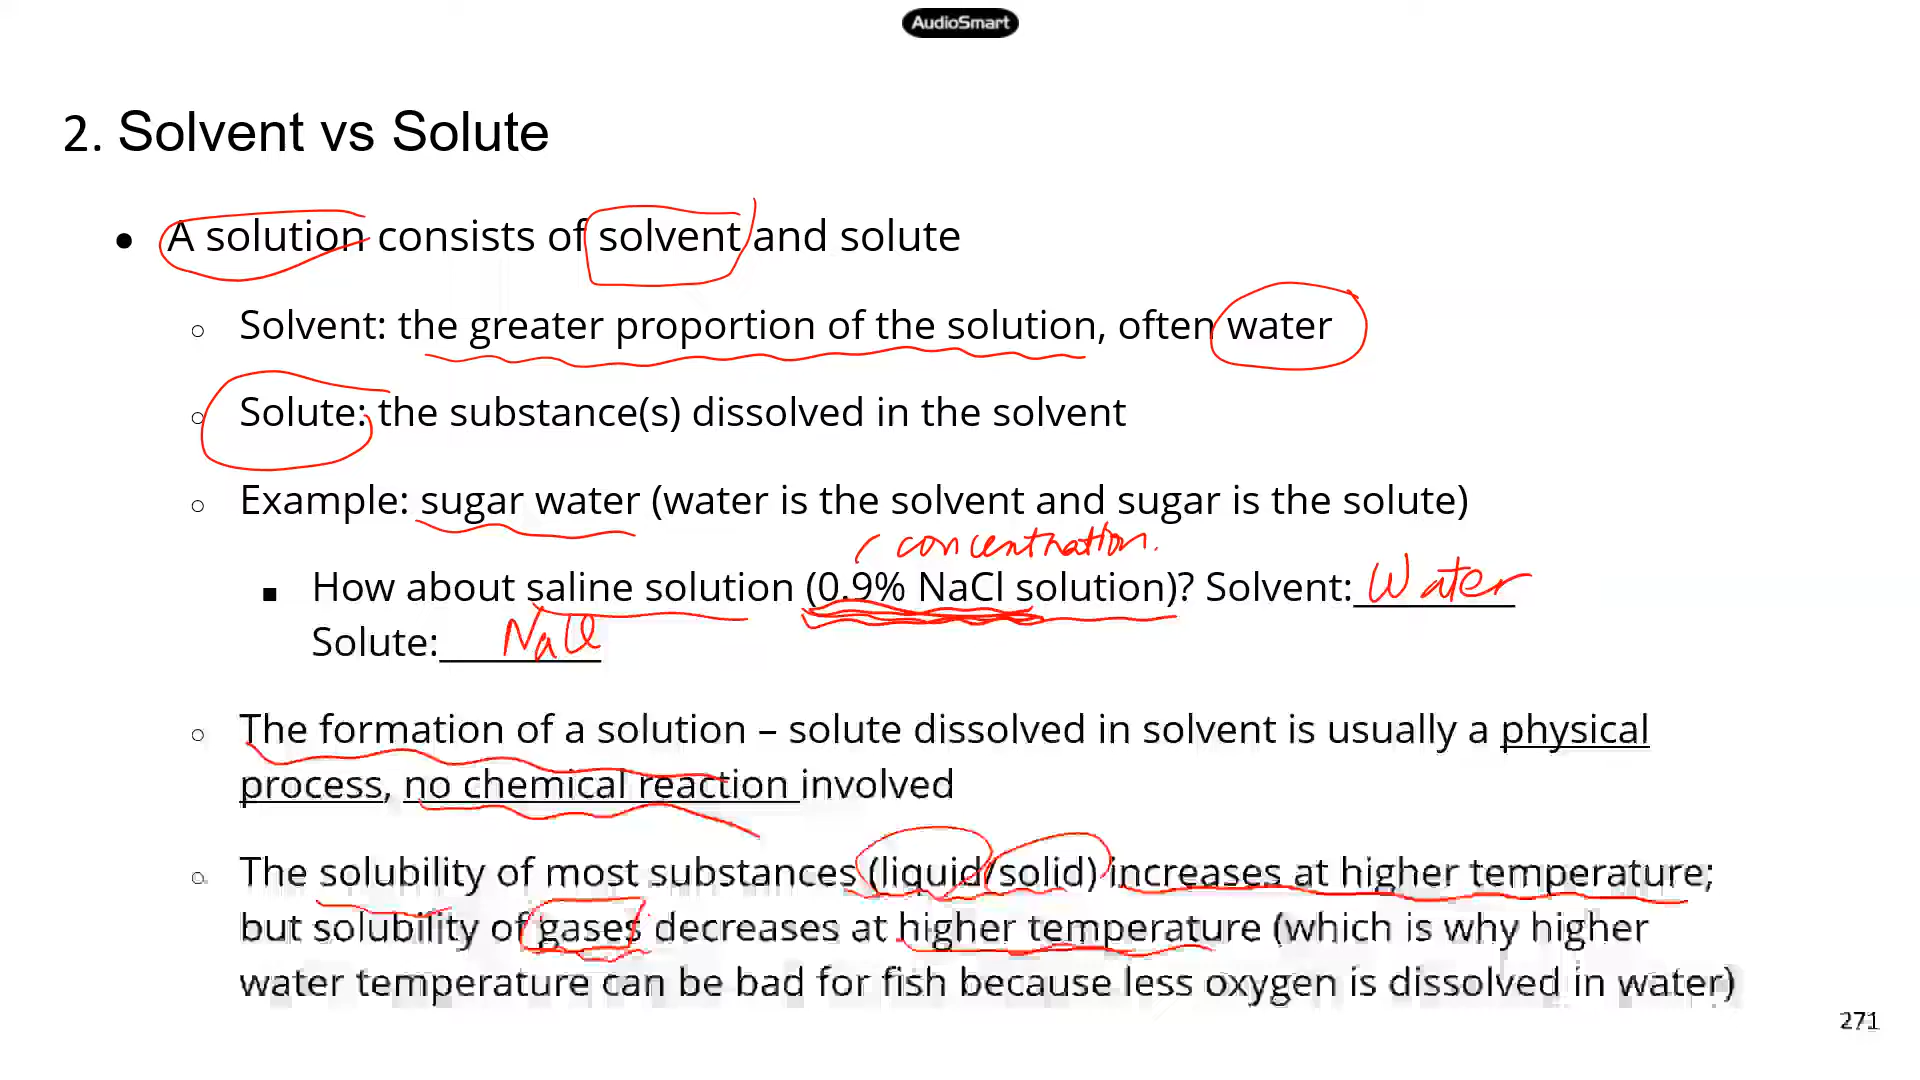 AudioSmart
2. Solvent vs Solute
● A solution consists of solvent and solute
○ Solvent: the greater proportion of the solution, often water
○ Solute: the substance(s) dissolved in the solvent
○ Example: sugar water (water is the solvent and sugar is the solute)
concentration.
■ How about saline solution (0.9% NaCl solution)? Solvent: Water
Solute: NaCl
○ The formation of a solution – solute dissolved in solvent is usually a physical
process, no chemical reaction involved
○ The solubility of most substances (liquid/solid) increases at higher temperature;
but solubility of gases decreases at higher temperature (which is why higher
water temperature can be bad for fish because less oxygen is dissolved in water)
271